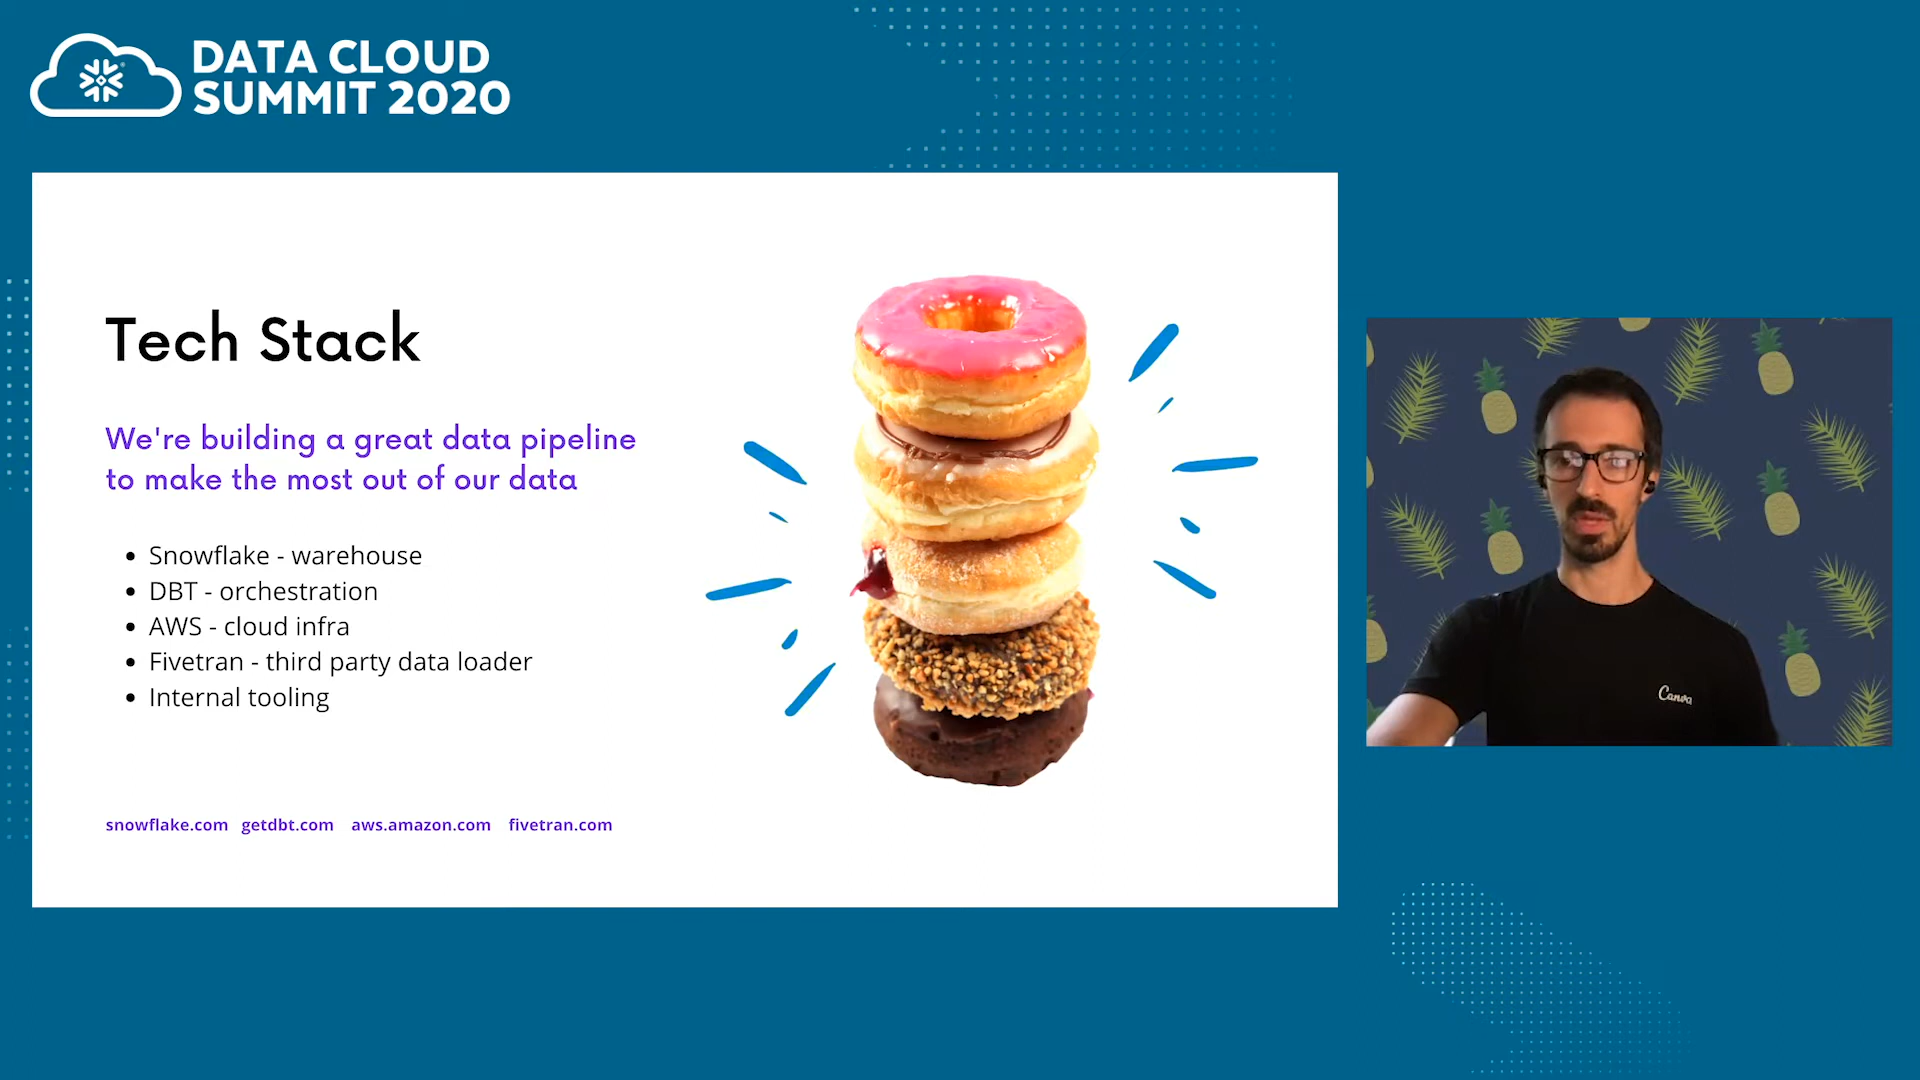 DATA CLOUD
SUMMIT 2020
Tech Stack
We're building a great data pipeline
to make the most out of our data
• Snowflake - warehouse
• DBT - orchestration
• AWS - cloud infra
• Fivetran - third party data loader
• Internal tooling
snowflake.com getdbt.com aws.amazon.com fivetran.com
Canva